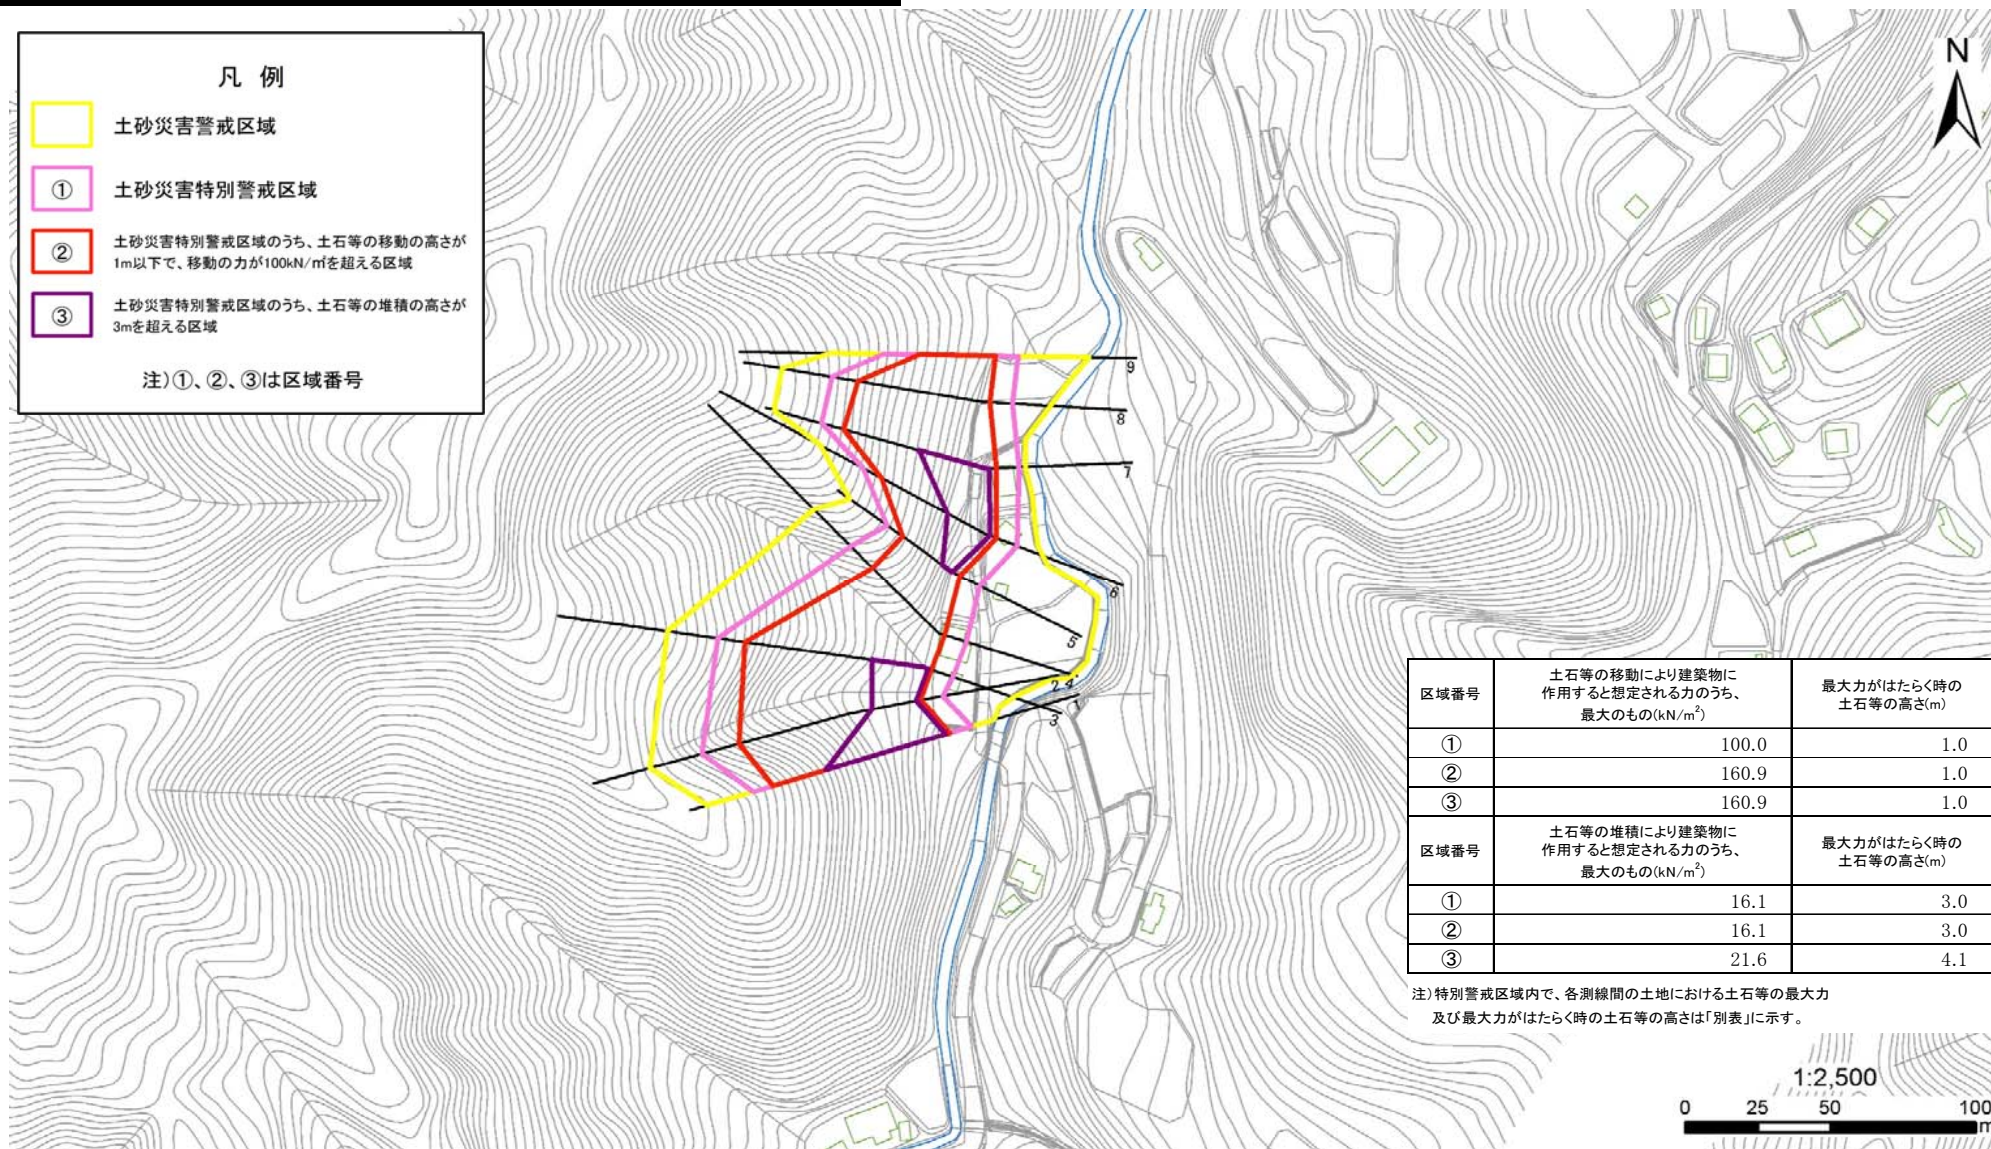 凡 例
土砂災害警戒区域
① 土砂災害特別警戒区域
② 土砂災害特別警戒区域のうち、土石等の移動の高さが
1m以下で、移動の力が100kN/㎡を超える区域
③ 土砂災害特別警戒区域のうち、土石等の堆積の高さが
3mを超える区域
注)①、②、③は区域番号
N
9
8
7
6
5
2 4
1
3
区域番号 土石等の移動により建築物に作用すると想定される力のうち、最大のもの(kN/m²) 最大力がはたらく時の土石等の高さ(m)
① 100.0 1.0
② 160.9 1.0
③ 160.9 1.0
区域番号 土石等の堆積により建築物に作用すると想定される力のうち、最大のもの(kN/m²) 最大力がはたらく時の土石等の高さ(m)
① 16.1 3.0
② 16.1 3.0
③ 21.6 4.1
注)特別警戒区域内で、各測線間の土地における土石等の最大力
及び最大力がはたらく時の土石等の高さは「別表」に示す。
1:2,500
0 25 50 100
m